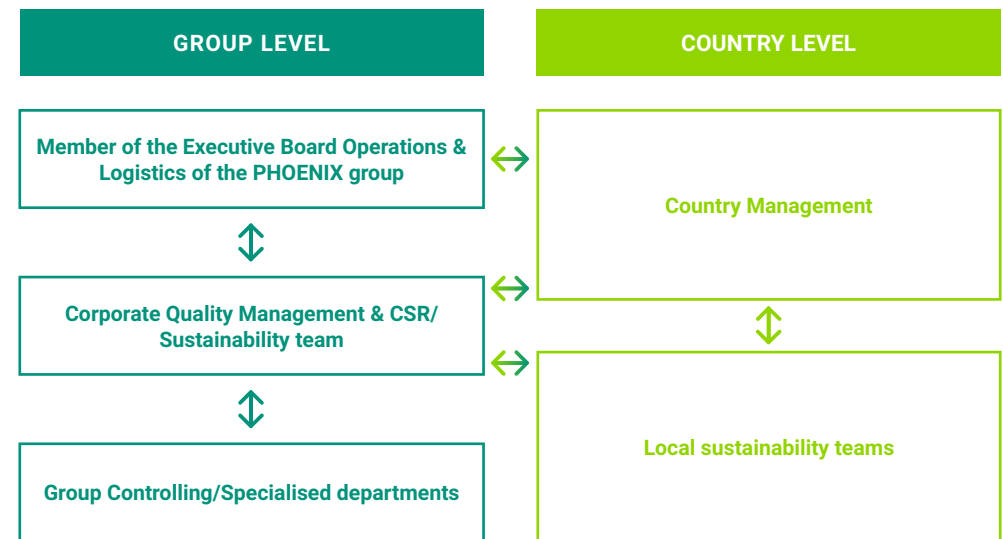 GROUP LEVEL
COUNTRY LEVEL
Member of the Executive Board Operations &
Logistics of the PHOENIX group
Country Management
Corporate Quality Management & CSR/
Sustainability team
Local sustainability teams
Group Controlling/Specialised departments